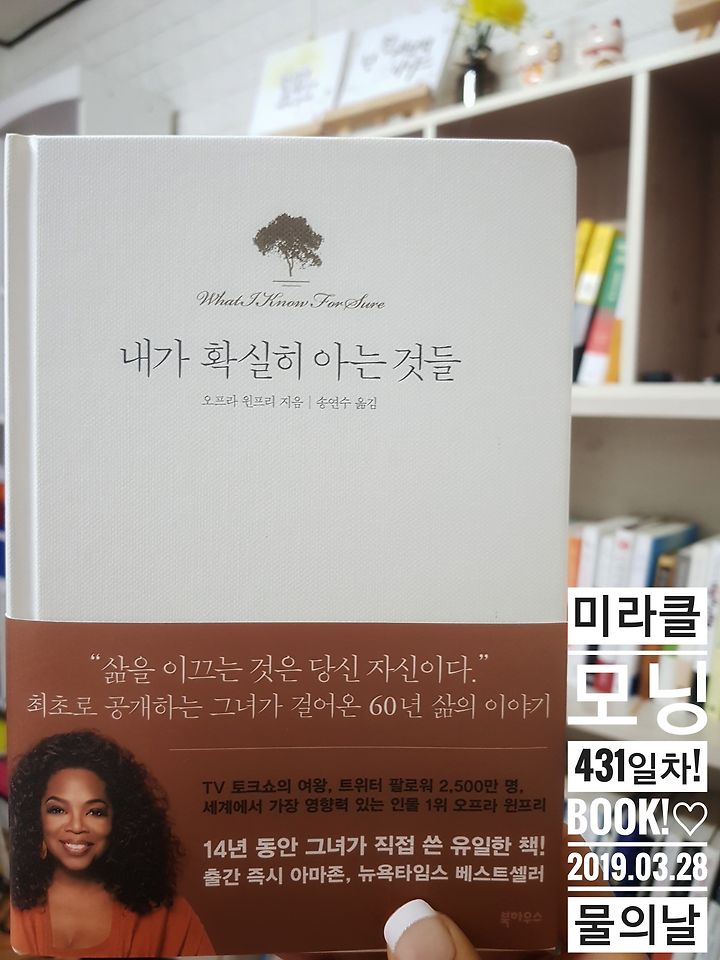 What I Know For Sure
내가 확실히 아는 것들
오프라 윈프리 지음 | 송연수 옮김
“삶을 이끄는 것은 당신 자신이다.”
최초로 공개하는 그녀가 걸어온 60년 삶의 이야기
TV 토크쇼의 여왕, 트위터 팔로워 2,500만 명,
세계에서 가장 영향력 있는 인물 1위 오프라 윈프리
14년 동안 그녀가 직접 쓴 유일한 책!
출간 즉시 아마존, 뉴욕타임스 베스트셀러
북하우스
미라클
모닝
431일차!
BOOK!♡
2019.03.28
물의날